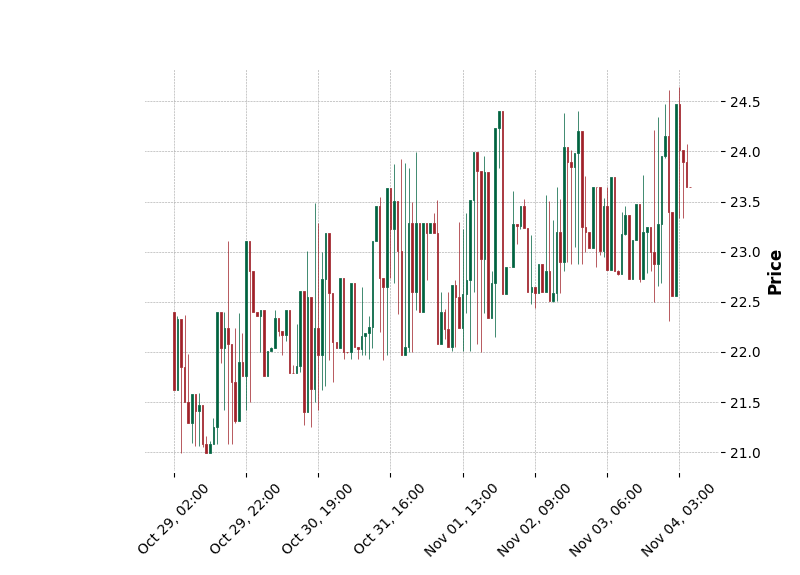 24.5
24.0
23.5
23.0
22.5
22.0
21.5
21.0
Price
Oct 29, 02:00
Oct 29, 22:00
Oct 30, 19:00
Oct 31, 16:00
Nov 01, 13:00
Nov 02, 09:00
Nov 03, 06:00
Nov 04, 03:00